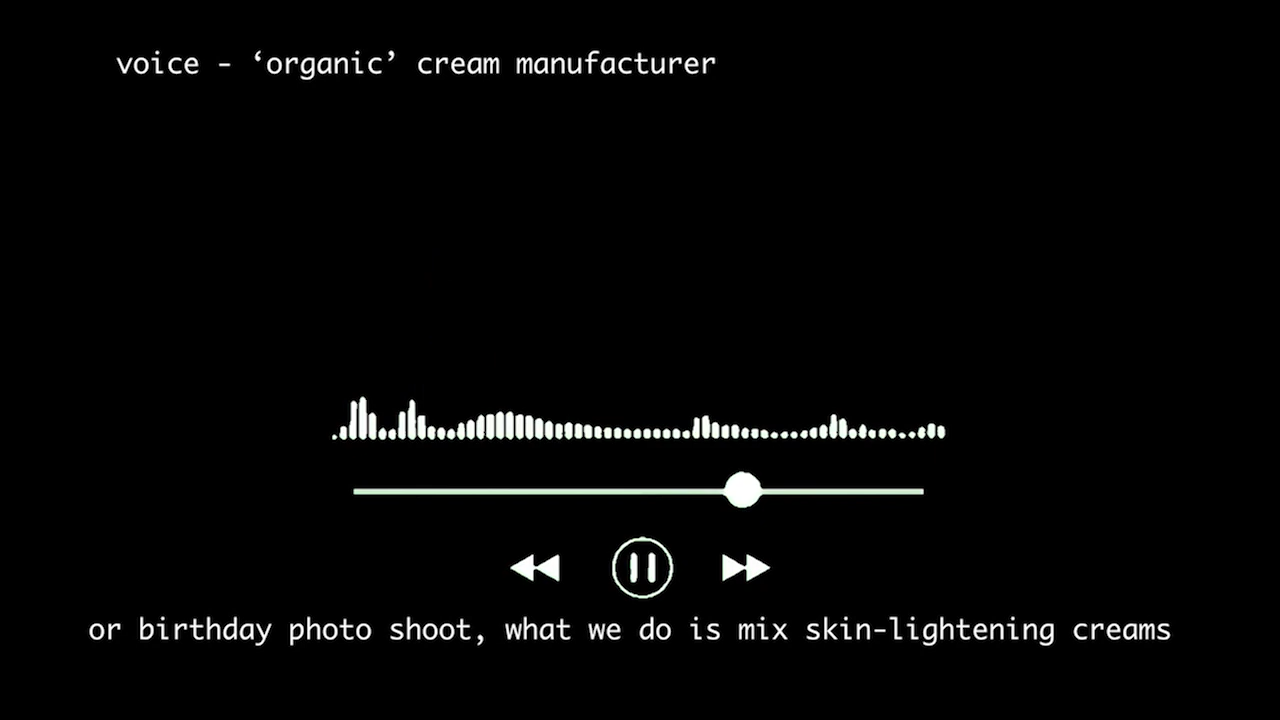 voice - ‘organic’ cream manufacturer
or birthday photo shoot, what we do is mix skin-lightening creams